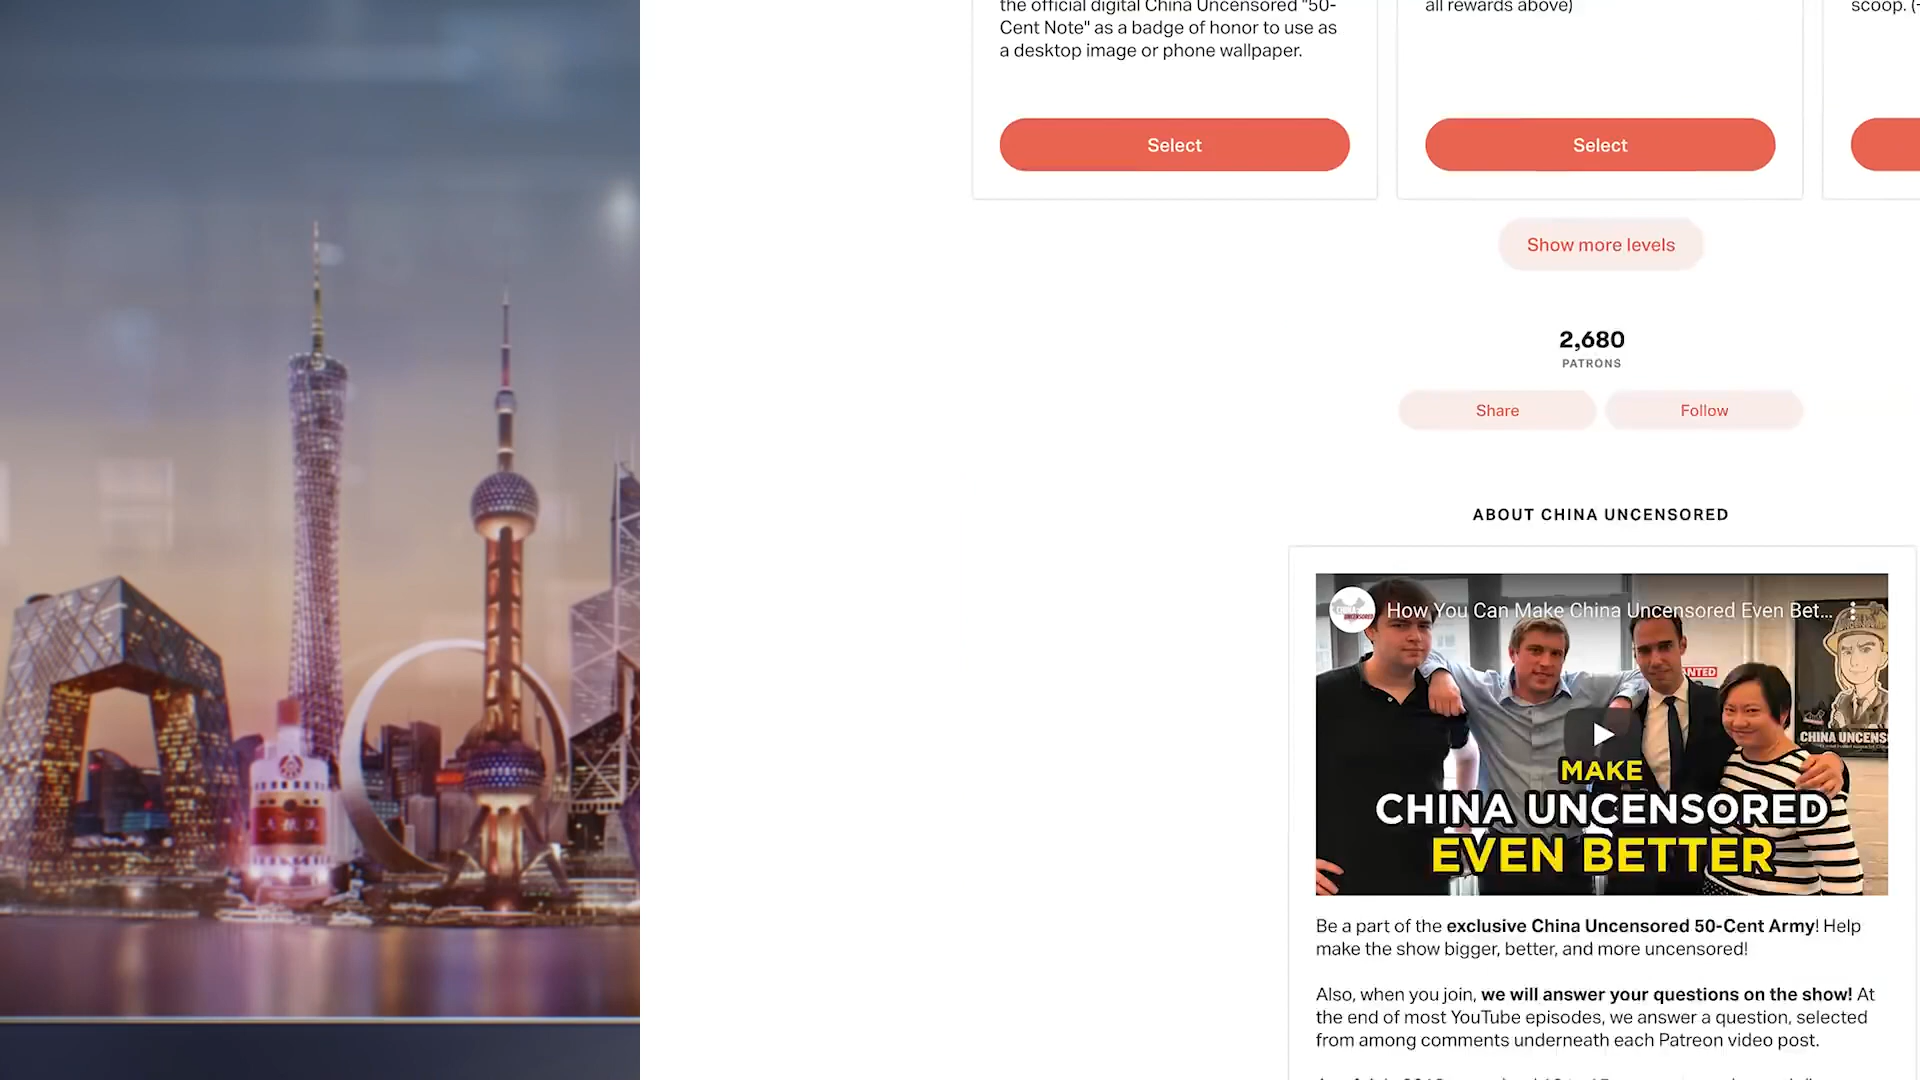 the official digital China Uncensored "50-
Cent Note" as a badge of honor to use as
a desktop image or phone wallpaper.
all rewards above)
scoop. (
Select
Select
Show more levels
2,680
PATRONS
Share
Follow
ABOUT CHINA UNCENSORED
How You Can Make China Uncensored Even Bet...
CHINA UNCENS
MAKE
CHINA UNCENSORED
EVEN BETTER
Be a part of the exclusive China Uncensored 50-Cent Army! Help
make the show bigger, better, and more uncensored!
Also, when you join, we will answer your questions on the show! At
the end of most YouTube episodes, we answer a question, selected
from among comments underneath each Patreon video post.